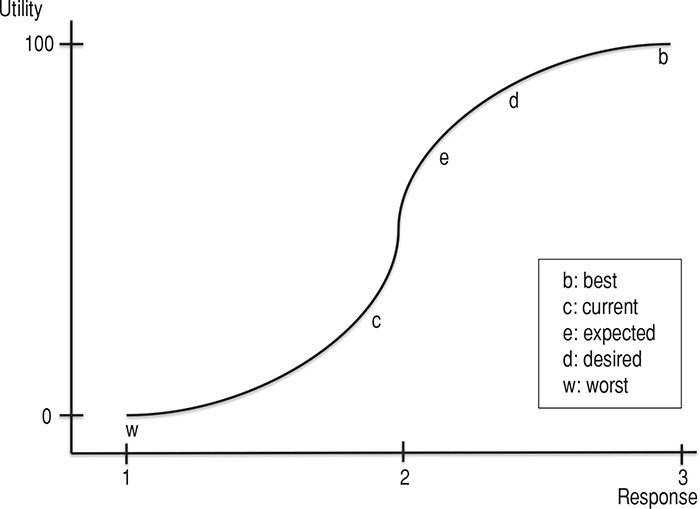 Utility
100
b
d
e
b: best
c: current
e: expected
d: desired
w: worst
c
0
w
1
2
3
Response